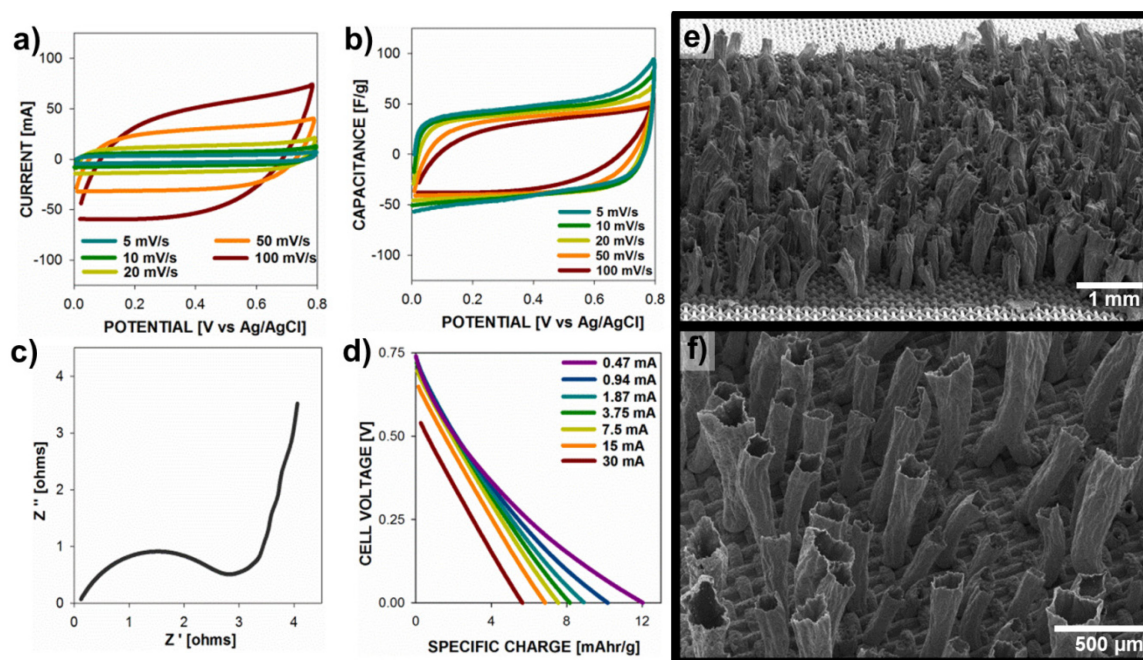 a)
100
50
0
-50
-100
CURRENT [mA]
5 mV/s
10 mV/s
20 mV/s
50 mV/s
100 mV/s
0.0 0.2 0.4 0.6 0.8
POTENTIAL [V vs Ag/AgCl]
b)
100
50
0
-50
-100
CAPACITANCE [F/g]
5 mV/s
10 mV/s
20 mV/s
50 mV/s
100 mV/s
0.0 0.2 0.4 0.6 0.8
POTENTIAL [V vs Ag/AgCl]
c)
4
3
2
1
0
Z'' [ohms]
0 1 2 3 4
Z' [ohms]
d)
0.75
0.50
0.25
0.00
CELL VOLTAGE [V]
0.47 mA
0.94 mA
1.87 mA
3.75 mA
7.5 mA
15 mA
30 mA
0 4 8 12
SPECIFIC CHARGE [mAhr/g]
e)
1 mm
f)
500 µm